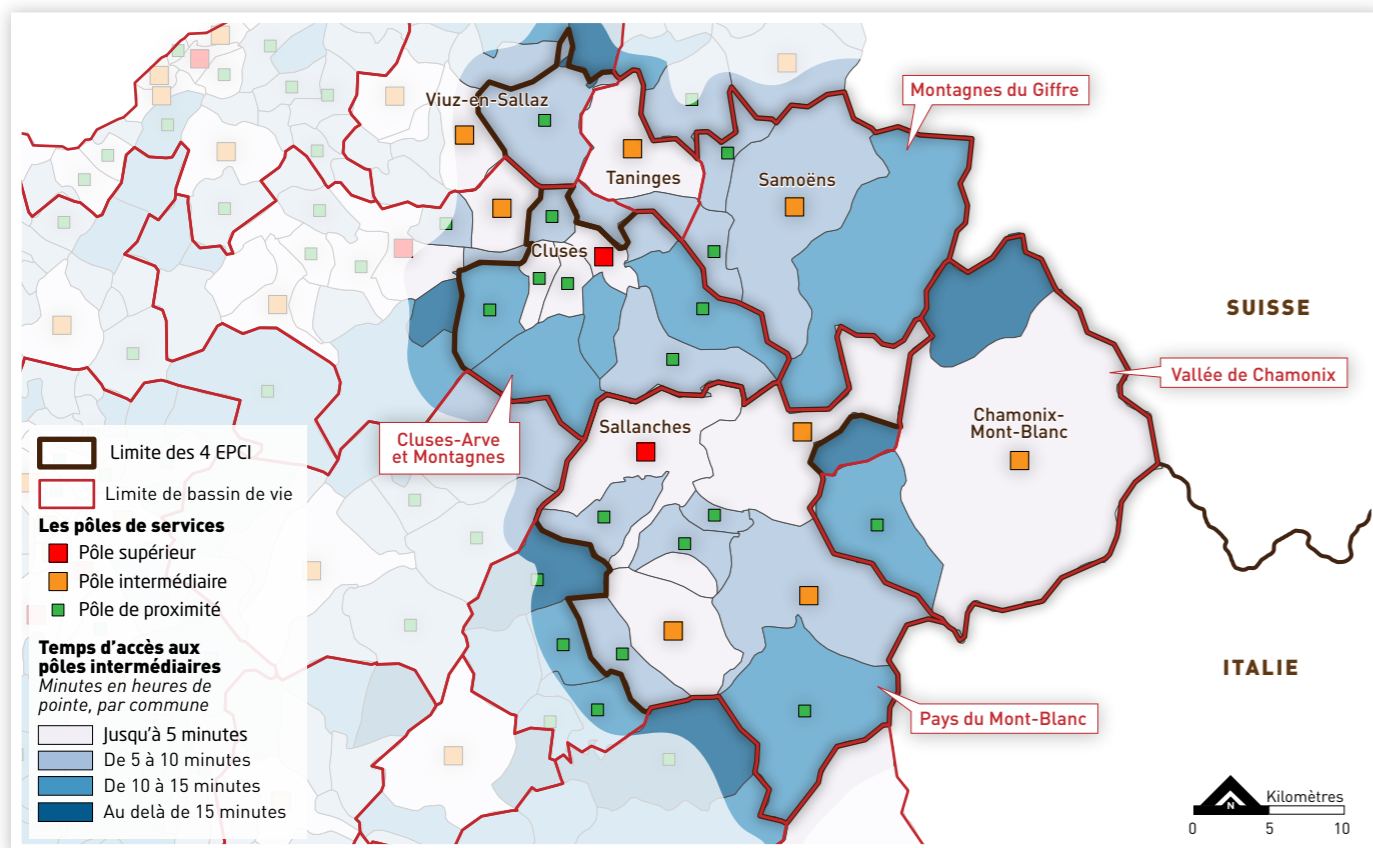 Viuz-en-Sallaz
Montagnes du Giffre
Taninges
Samoëns
Cluses
SUISSE
Vallée de Chamonix
Chamonix-
Mont-Blanc
Sallanches
Cluses-Arve
et Montagnes
ITALIE
Pays du Mont-Blanc
Limite des 4 EPCI
Limite de bassin de vie
Les pôles de services
Pôle supérieur
Pôle intermédiaire
Pôle de proximité
Temps d’accès aux
pôles intermédiaires
Minutes en heures de
pointe, par commune
Jusqu’à 5 minutes
De 5 à 10 minutes
De 10 à 15 minutes
Au delà de 15 minutes
N
Kilomètres
0 5 10